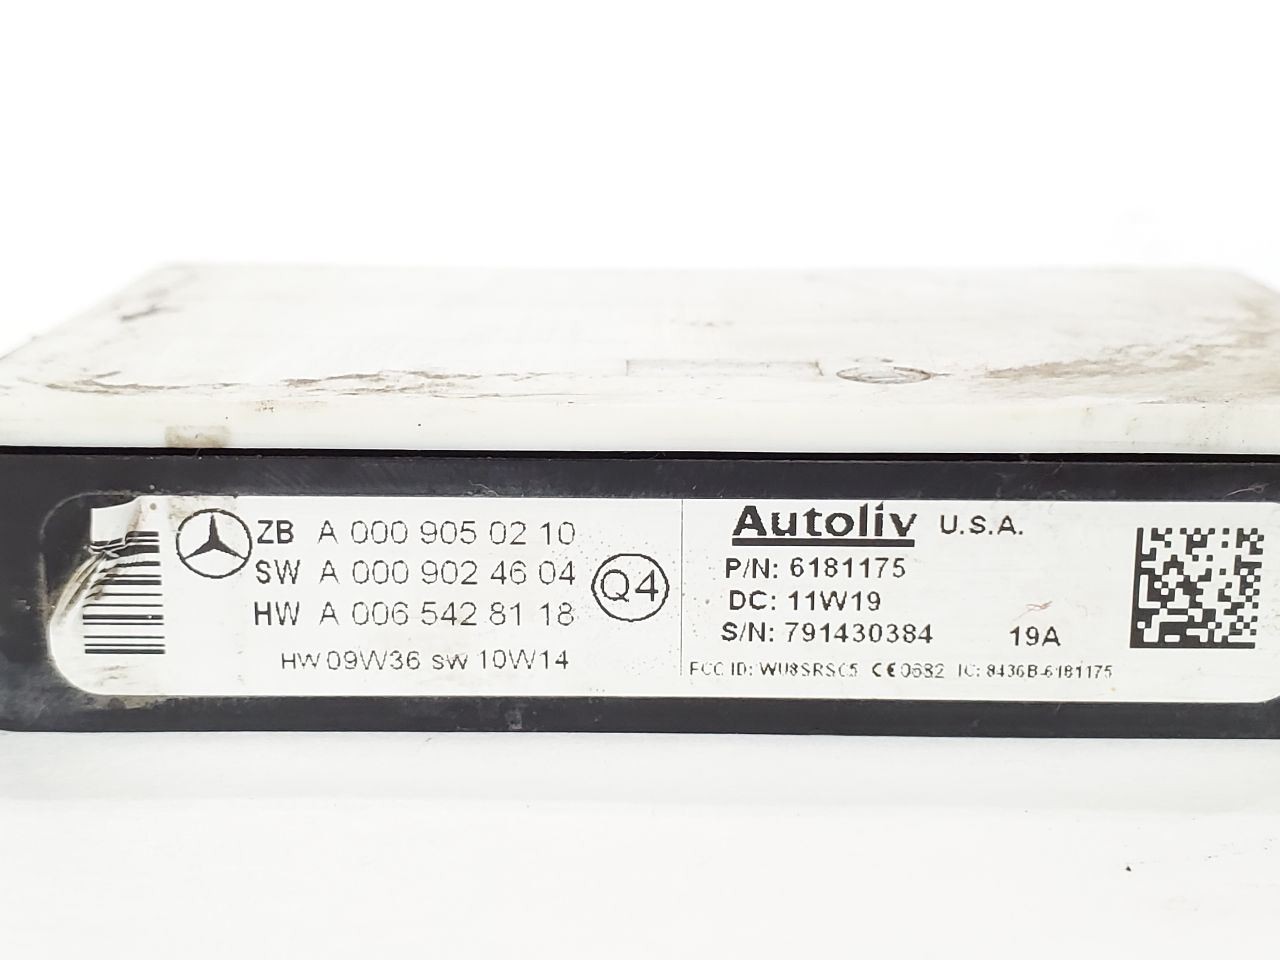 ZB A 000 905 02 10
SW A 000 902 46 04
HW A 006 542 81 18
Q4
HW 09W36 SW 10W14
Autoliv U.S.A.
P/N: 6181175
DC: 11W19
S/N: 791430384 19A
FCC ID: WU8SRSC5 CE0682 IC: 8436B-6181175